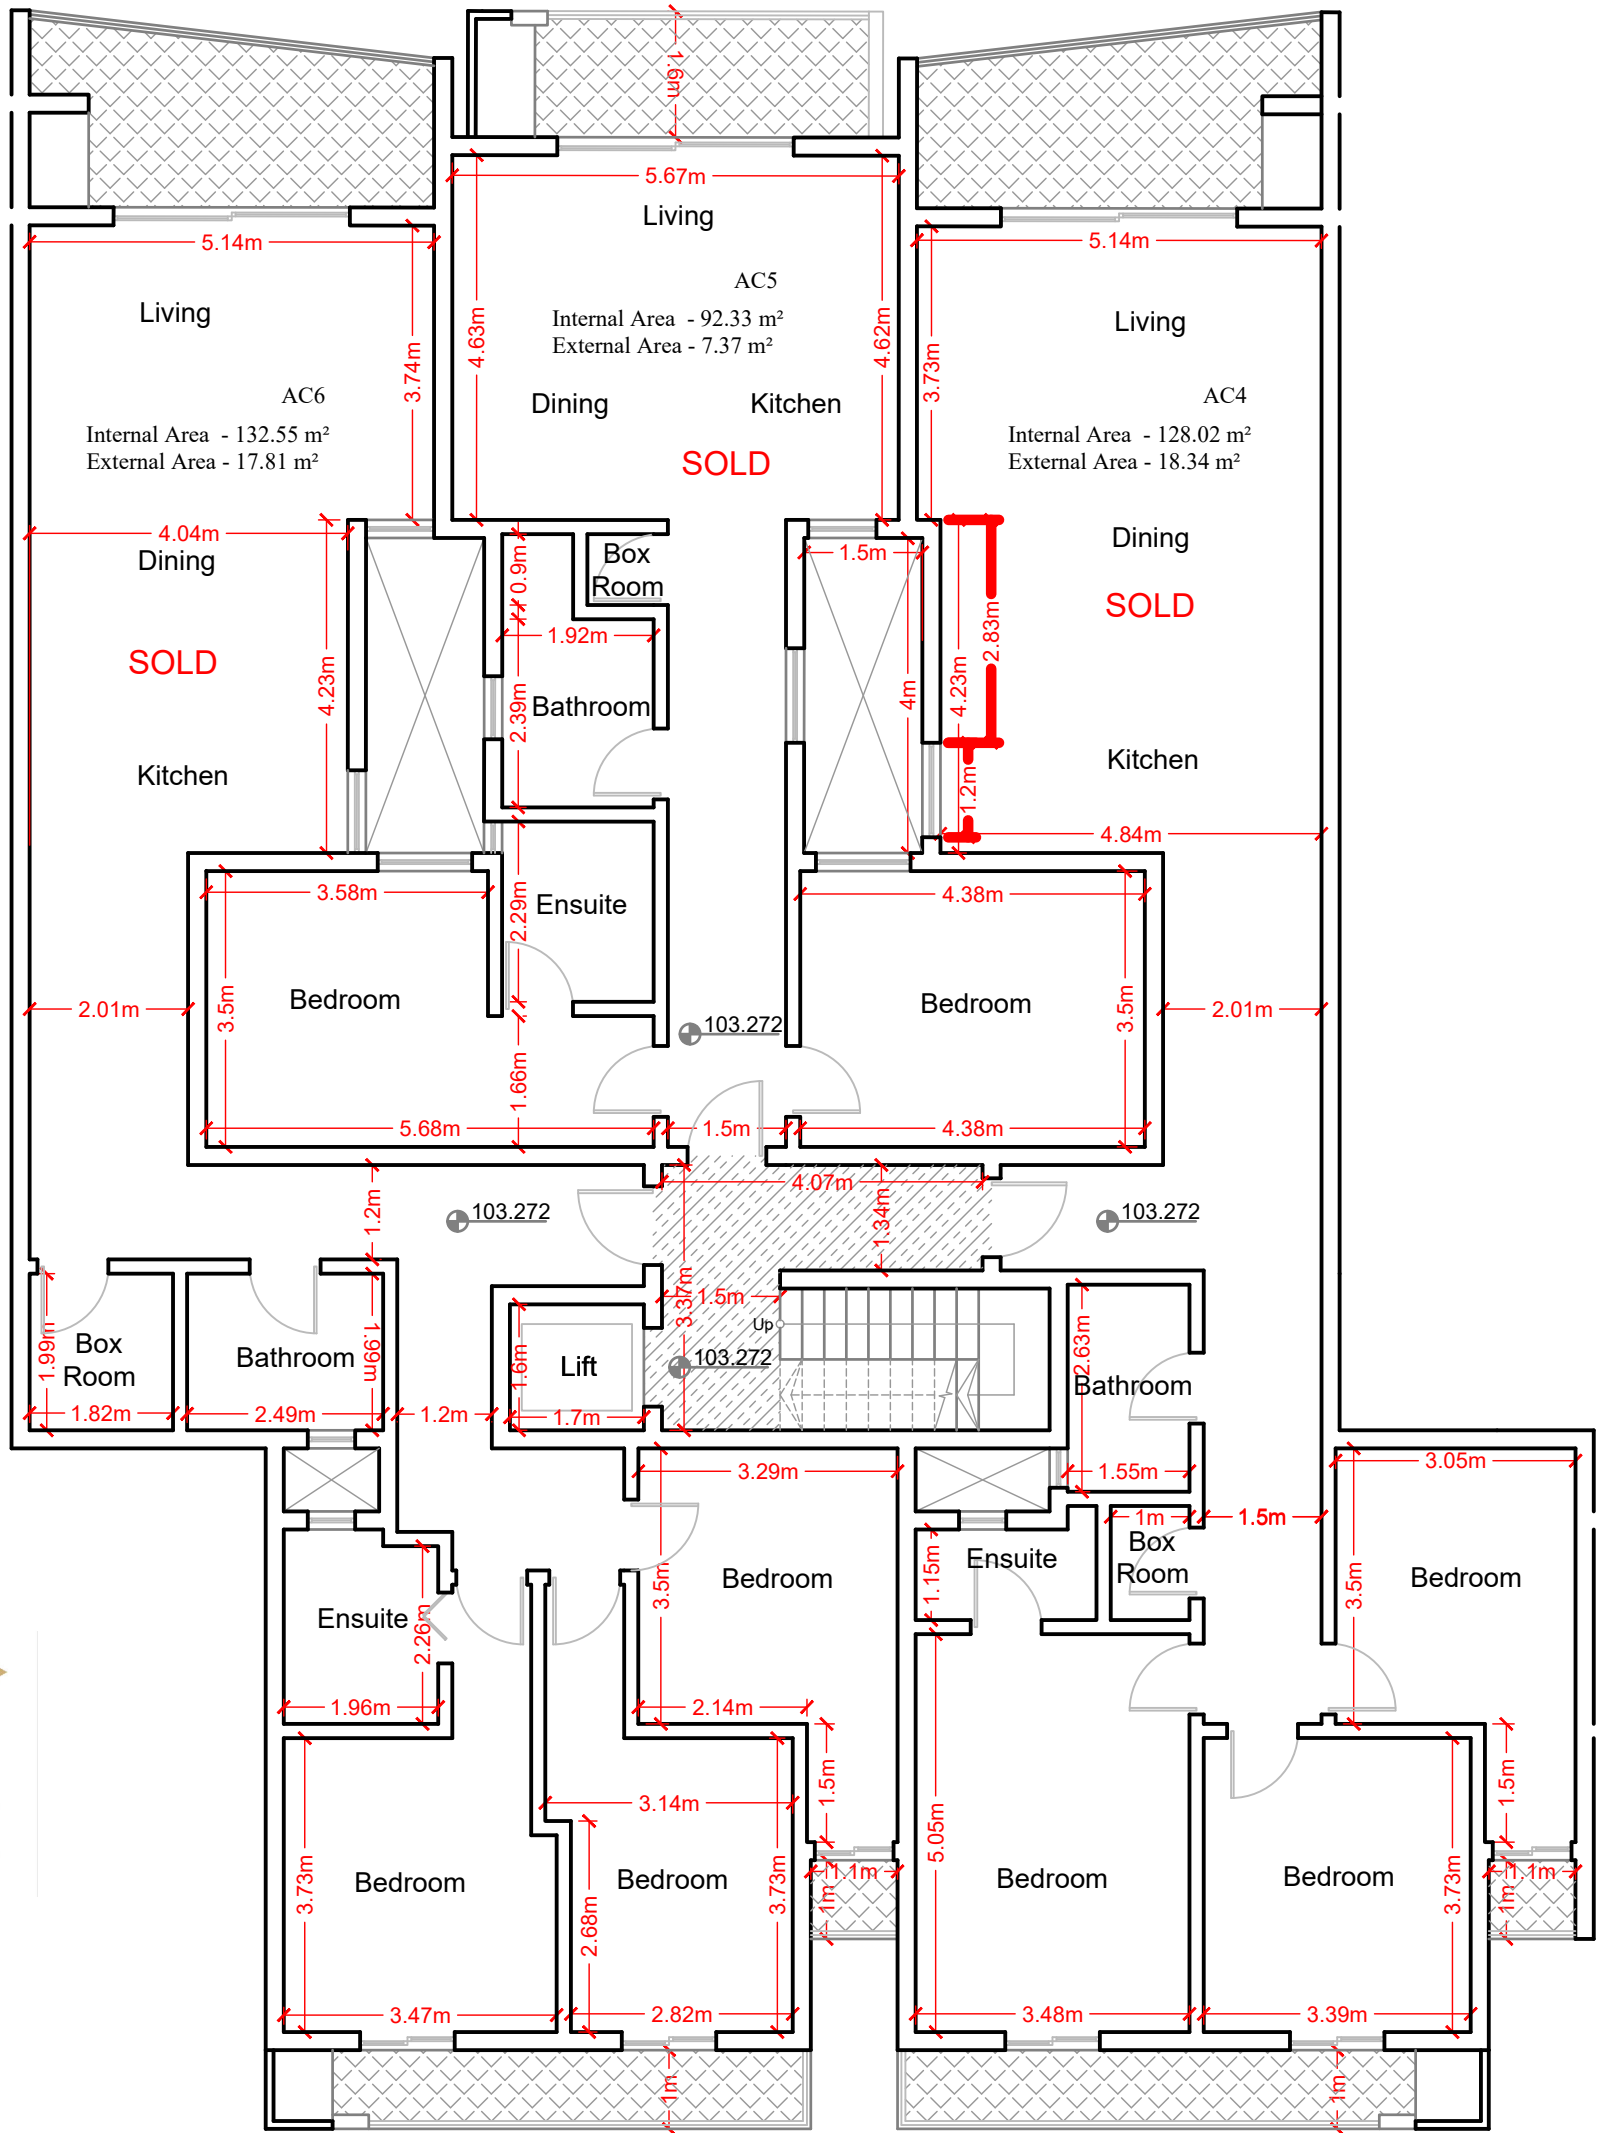 1.6m
5.67m
Living
5.14m
5.14m
AC5
Internal Area - 92.33 m²
External Area - 7.37 m²
Living
Living
4.63m
4.62m
3.74m
3.73m
AC6
Internal Area - 132.55 m²
External Area - 17.81 m²
Dining
Kitchen
SOLD
AC4
Internal Area - 128.02 m²
External Area - 18.34 m²
4.04m
Dining
0.9m
Box
Room
1.5m
Dining
SOLD
2.83m
1.92m
SOLD
4.23m
2.39m
Bathroom
4m
4.23m
Kitchen
1.2m
Kitchen
4.84m
3.58m
2.29m
Ensuite
4.38m
Bedroom
3.5m
2.01m
Bedroom
3.5m
2.01m
103.272
1.66m
5.68m
1.5m
4.38m
4.07m
1.2m
103.272
1.34m
103.272
3.37m
1.5m
Up
1.99m
Box
Room
Bathroom
1.99m
1.6m
Lift
103.272
2.63m
Bathroom
1.82m
2.49m
1.2m
1.7m
3.29m
1.55m
3.05m
1m
1.5m
1.15m
Ensuite
Box
Room
3.5m
Bedroom
3.5m
Bedroom
Ensuite
2.26m
1.96m
2.14m
1.5m
1.5m
3.14m
5.05m
3.73m
Bedroom
2.68m
Bedroom
3.73m
1m
1.1m
Bedroom
Bedroom
3.73m
1m
1.1m
3.47m
2.82m
3.48m
3.39m
1m
1m